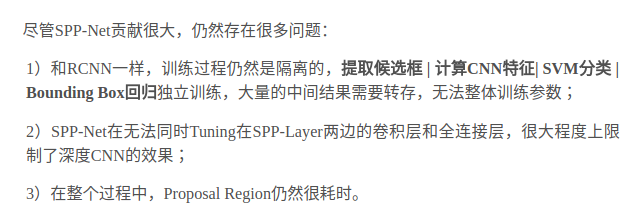 尽管SPP-Net贡献很大，仍然存在很多问题：
1）和RCNN一样，训练过程仍然是隔离的，提取候选框 | 计算CNN特征| SVM分类 |
Bounding Box回归独立训练，大量的中间结果需要转存，无法整体训练参数；
2）SPP-Net在无法同时Tuning在SPP-Layer两边的卷积层和全连接层，很大程度上限
制了深度CNN的效果；
3）在整个过程中，Proposal Region仍然很耗时。